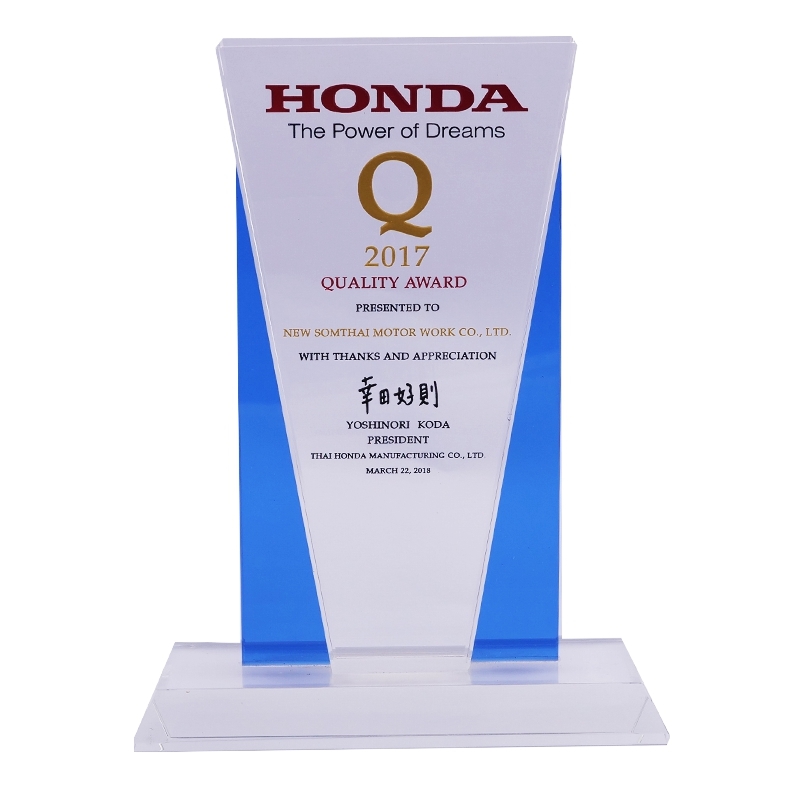 HONDA
The Power of Dreams
Q
2017
QUALITY AWARD
PRESENTED TO
NEW SOMTHAI MOTOR WORK CO., LTD.
WITH THANKS AND APPRECIATION
幸田好則
YOSHINORI KODA
PRESIDENT
THAI HONDA MANUFACTURING CO., LTD.
MARCH 22, 2018